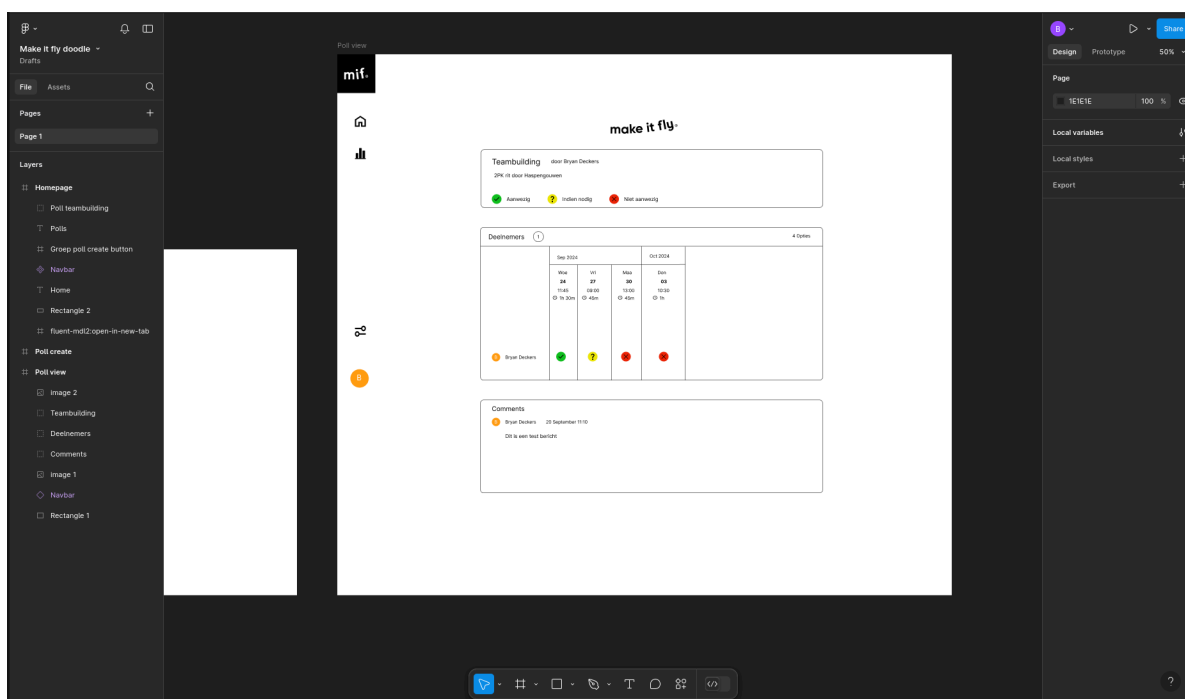 Make it fly doodle
Drafts
File Assets
Pages
Page 1
Layers
Homepage
Poll teambuilding
Polls
Groep poll create button
Navbar
Home
Rectangle 2
fluent-mdl2:open-in-new-tab
Poll create
Poll view
image 2
Teambuilding
Deelnemers
Comments
image 1
Navbar
Rectangle 1
Poll view
mif.
make it fly.
Teambuilding door Bryan Deckers
2PK rit door Haspengouwen
Aanwezig ? Indien nodig Niet aanwezig
Deelnemers 1 4 Opties
Sep 2024 Oct 2024
Woe Vri Maa Don
24 27 30 03
11:45 09:00 13:00 10:30
1h 30m 45m 45m 1h
B Bryan Deckers ?
B
Comments
B Bryan Deckers 20 September 11:10
Dit is een test bericht
B Share
Design Prototype 50%
Page
1E1E1E 100 %
Local variables
Local styles
Export
T </>
?